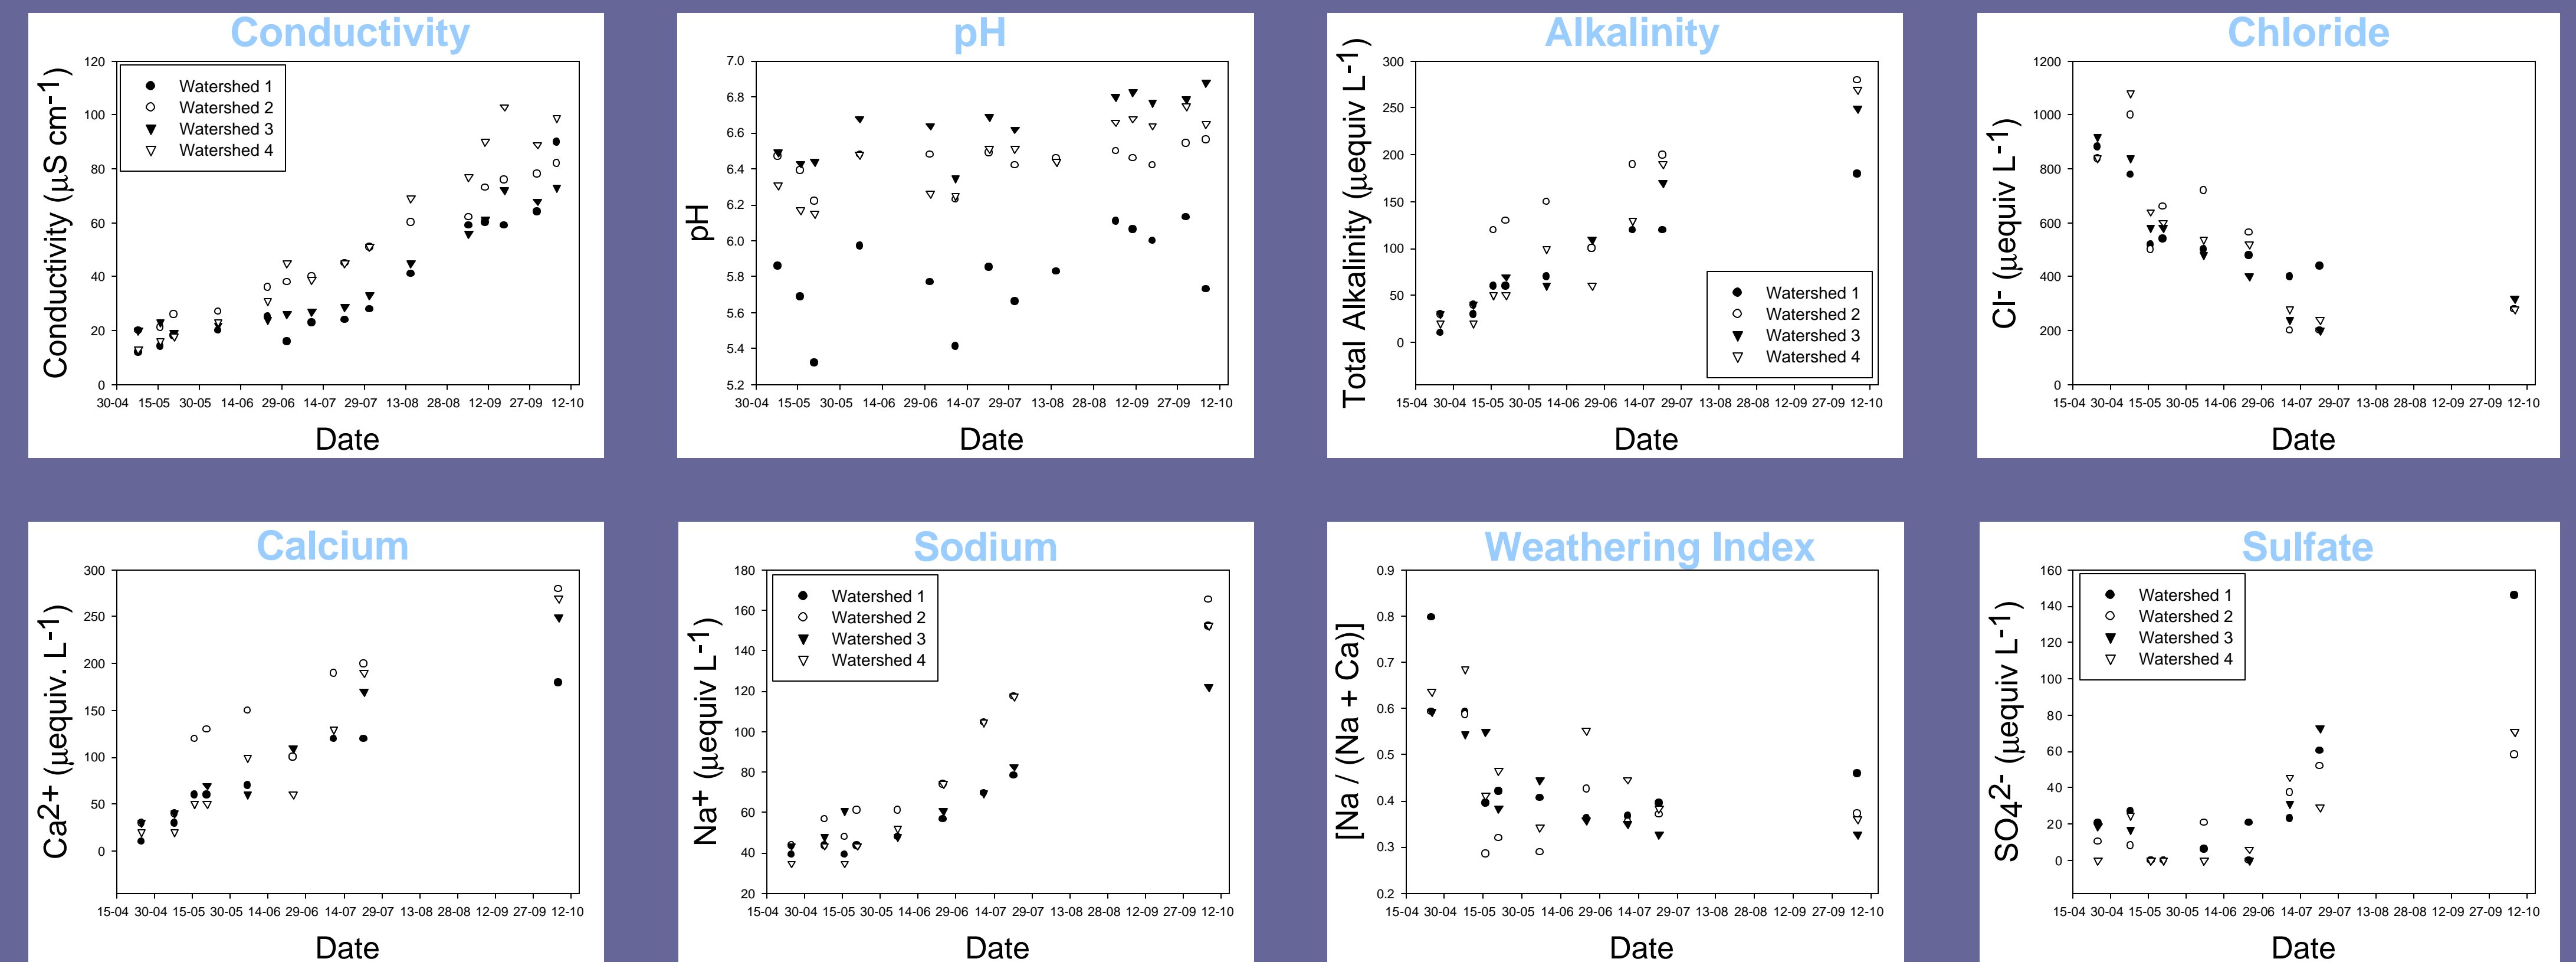 Conductivity
Conductivity (μS cm-1)
120
100
80
60
40
20
0
Watershed 1
Watershed 2
Watershed 3
Watershed 4
30-04 15-05 30-05 14-06 29-06 14-07 29-07 13-08 28-08 12-09 27-09 12-10
Date
pH
pH
7.0
6.8
6.6
6.4
6.2
6.0
5.8
5.6
5.4
5.2
30-04 15-05 30-05 14-06 29-06 14-07 29-07 13-08 28-08 12-09 27-09 12-10
Date
Alkalinity
Total Alkalinity (μequiv L-1)
300
250
200
150
100
50
0
Watershed 1
Watershed 2
Watershed 3
Watershed 4
15-04 30-04 15-05 30-05 14-06 29-06 14-07 29-07 13-08 28-08 12-09 27-09 12-10
Date
Chloride
Cl- (μequiv L-1)
1200
1000
800
600
400
200
0
15-04 30-04 15-05 30-05 14-06 29-06 14-07 29-07 13-08 28-08 12-09 27-09 12-10
Date
Calcium
Ca2+ (μequiv. L-1)
300
250
200
150
100
50
0
15-04 30-04 15-05 30-05 14-06 29-06 14-07 29-07 13-08 28-08 12-09 27-09 12-10
Date
Sodium
Na+ (μequiv L-1)
180
160
140
120
100
80
60
40
20
Watershed 1
Watershed 2
Watershed 3
Watershed 4
15-04 30-04 15-05 30-05 14-06 29-06 14-07 29-07 13-08 28-08 12-09 27-09 12-10
Date
Weathering Index
[Na / (Na + Ca)]
0.9
0.8
0.7
0.6
0.5
0.4
0.3
0.2
15-04 30-04 15-05 30-05 14-06 29-06 14-07 29-07 13-08 28-08 12-09 27-09 12-10
Date
Sulfate
SO42- (μequiv L-1)
160
140
120
100
80
60
40
20
0
Watershed 1
Watershed 2
Watershed 3
Watershed 4
15-04 30-04 15-05 30-05 14-06 29-06 14-07 29-07 13-08 28-08 12-09 27-09 12-10
Date